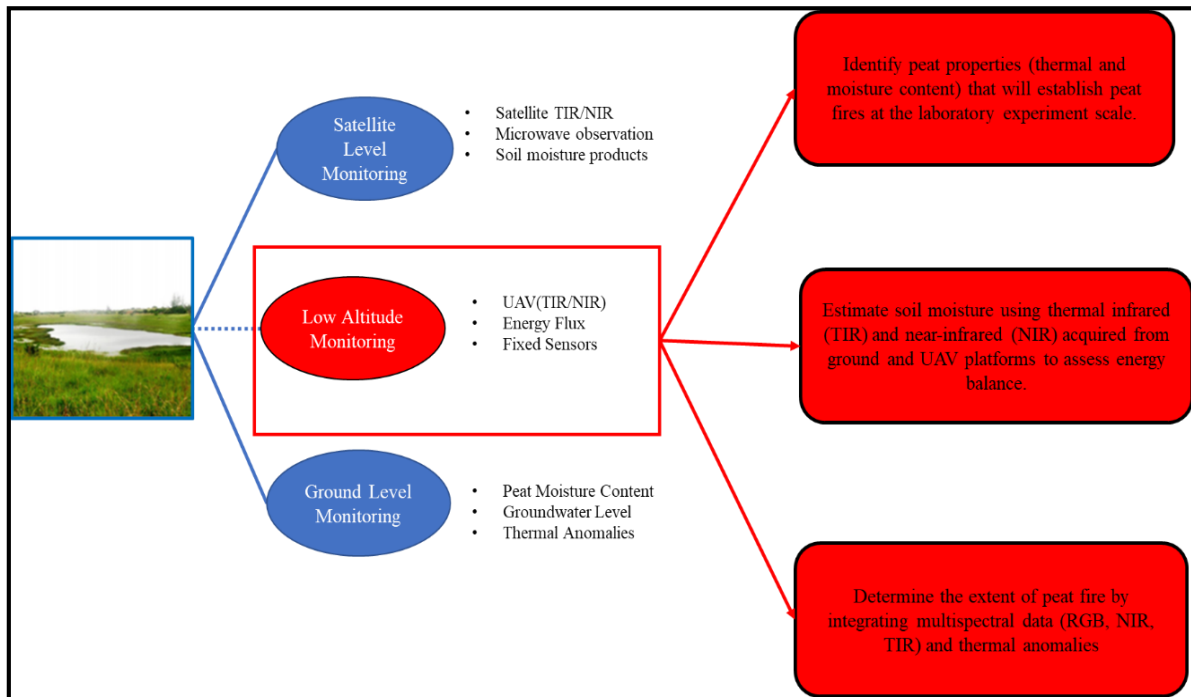 Satellite
Level
Monitoring
• Satellite TIR/NIR
• Microwave observation
• Soil moisture products
Low Altitude
Monitoring
• UAV(TIR/NIR)
• Energy Flux
• Fixed Sensors
Ground Level
Monitoring
• Peat Moisture Content
• Groundwater Level
• Thermal Anomalies
Identify peat properties (thermal and
moisture content) that will establish peat
fires at the laboratory experiment scale.
Estimate soil moisture using thermal infrared
(TIR) and near-infrared (NIR) acquired from
ground and UAV platforms to assess energy
balance.
Determine the extent of peat fire by
integrating multispectral data (RGB, NIR,
TIR) and thermal anomalies